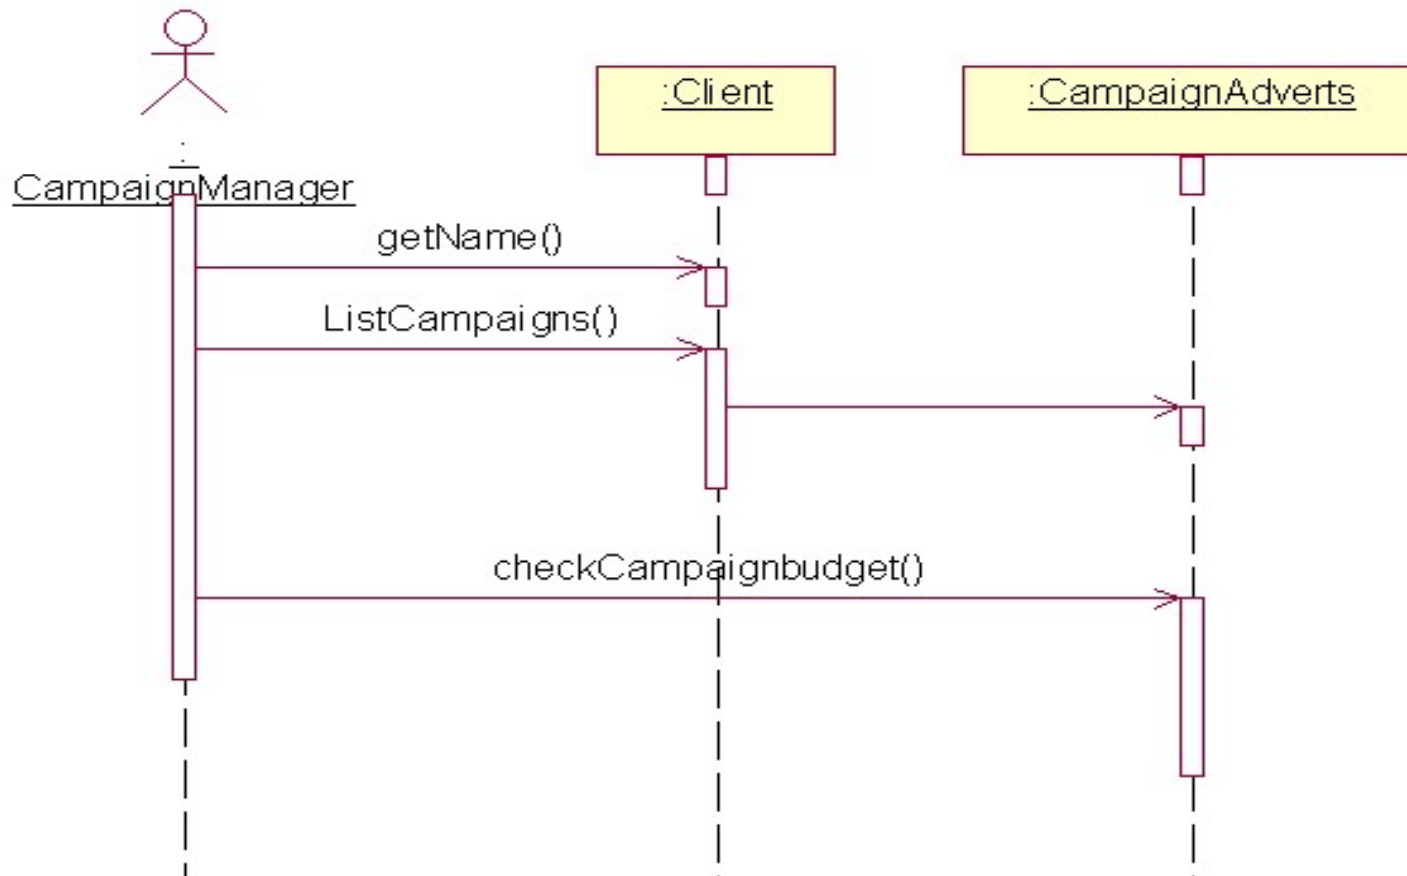 :Client
:CampaignAdverts
:
CampaignManager
getName()
ListCampaigns()
checkCampaignbudget()